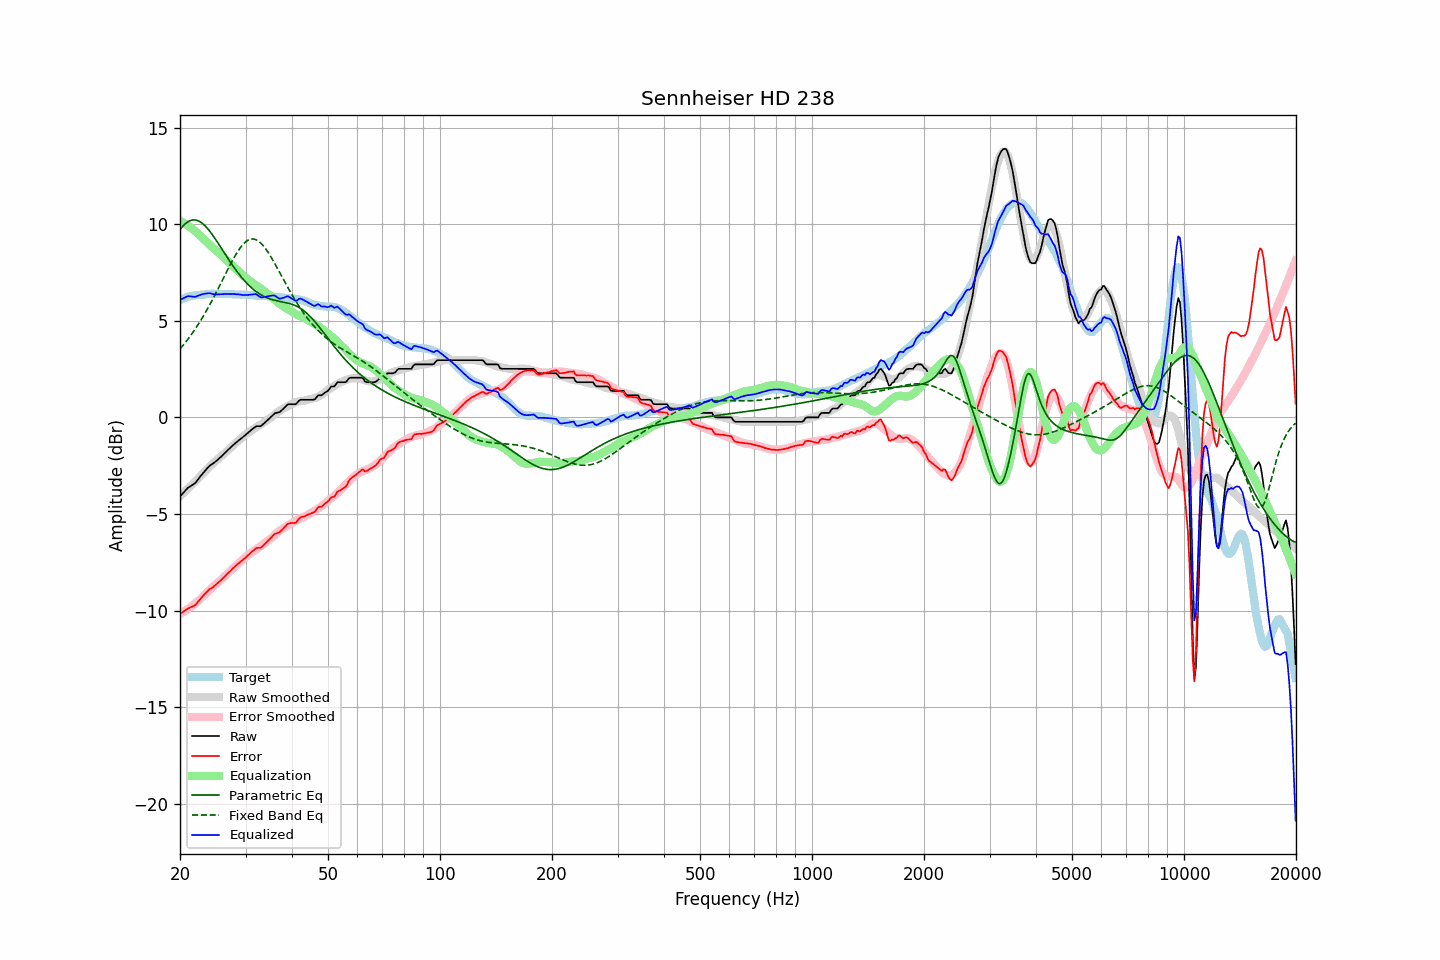 Sennheiser HD 238
15
10
5
0
−5
−10
−15
−20
Amplitude (dBr)
Target
Raw Smoothed
Error Smoothed
Raw
Error
Equalization
Parametric Eq
Fixed Band Eq
Equalized
20 50 100 200 500 1000 2000 5000 10000 20000
Frequency (Hz)